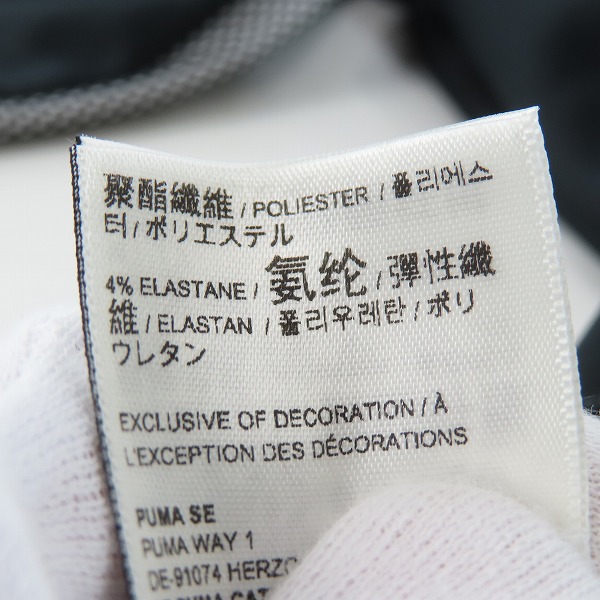 聚酯纖維 / POLIESTER / 폴리에스
터 / ポリエステル
4% ELASTANE / 氨纶 / 彈性纖
維 / ELASTAN / 폴리우레탄 / ポリ
ウレタン
EXCLUSIVE OF DECORATION / À
L'EXCEPTION DES DÉCORATIONS
PUMA SE
PUMA WAY 1
DE-91074 HERZO